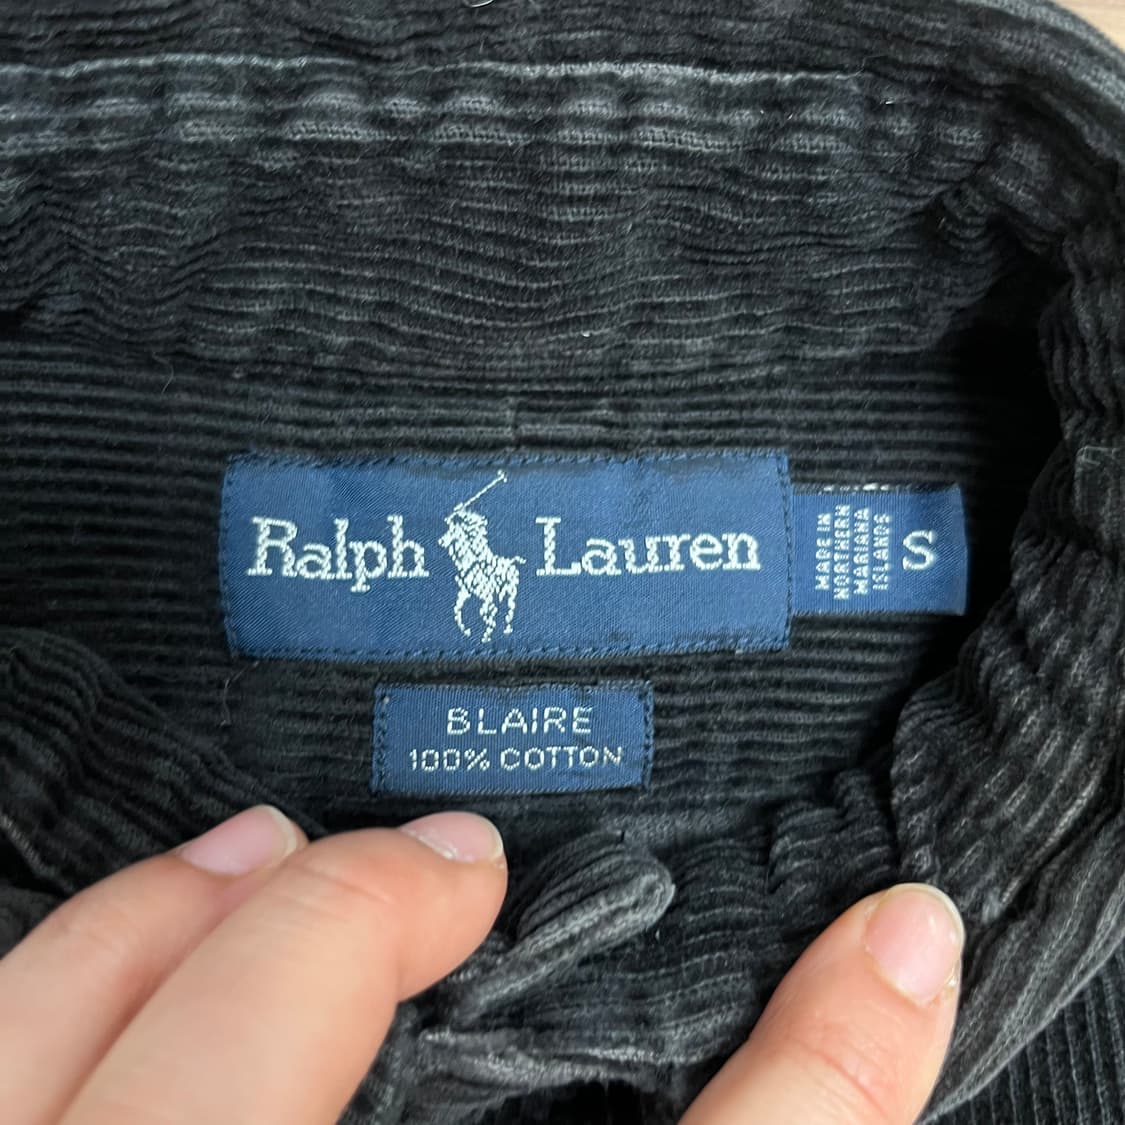 Ralph Lauren
MADE IN
NORTHERN
MARIANA
ISLANDS
S
BLAIRE
100% COTTON